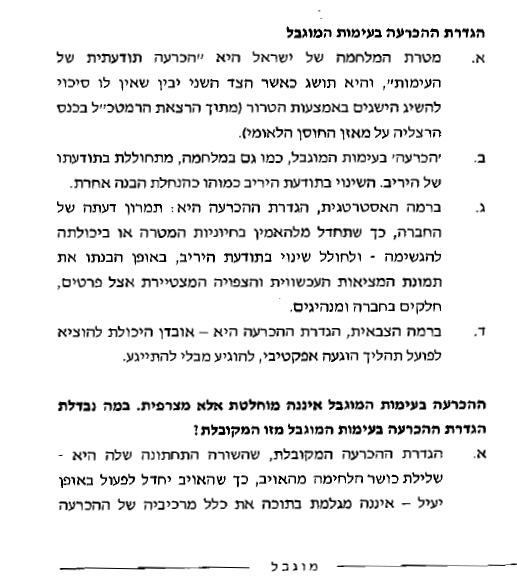 הגדרת ההכרעה בעימות המוגבל
א. מטרת המלחמה של ישראל היא "הכרעה תודעתית של
העימות", והיא תושג כאשר הצד השני יבין שאין לו סיכוי
להשיג הישגים באמצעות הטרור (מתוך הרצאת הרמטכ"ל בכנס
הרצליה על מאזן החוסן הלאומי).
ב. 'הכרעה' בעימות המוגבל, כמו גם במלחמה, מתחוללת בתודעתו
של היריב. השינוי בתודעת היריב כמוהו כהנחלת הבנה אחרת.
ג. ברמה האסטרטגית, הגדרת ההכרעה היא: תמרון דעתה של
החברה, כך שתחדל מלהאמין בחיוניות המטרה או ביכולתה
להגשימה - ולחולל שינוי בתודעת היריב, באופן הבנתו את
תמונת המציאות העכשווית והצפויה המצטיירת אצל פרטים,
חלקים בחברה ומנהיגים.
ד. ברמה הצבאית, הגדרת ההכרעה היא – אובדן היכולת להוציא
לפועל תהליך הוגעה אפקטיבי, להוגיע מבלי להתייגע.
ההכרעה בעימות המוגבל איננה מוחלטת אלא מצרפית. במה נבדלת
הגדרת ההכרעה בעימות המוגבל מזו המקובלת?
א. הגדרת ההכרעה המקובלת, שהשורה התחתונה שלה היא -
שלילת כושר הלחימה מהאויב, כך שהאויב יחדל לפעול באופן
יעיל – איננה מגלמת בתוכה את כלל מרכיביה של ההכרעה
מוגבל